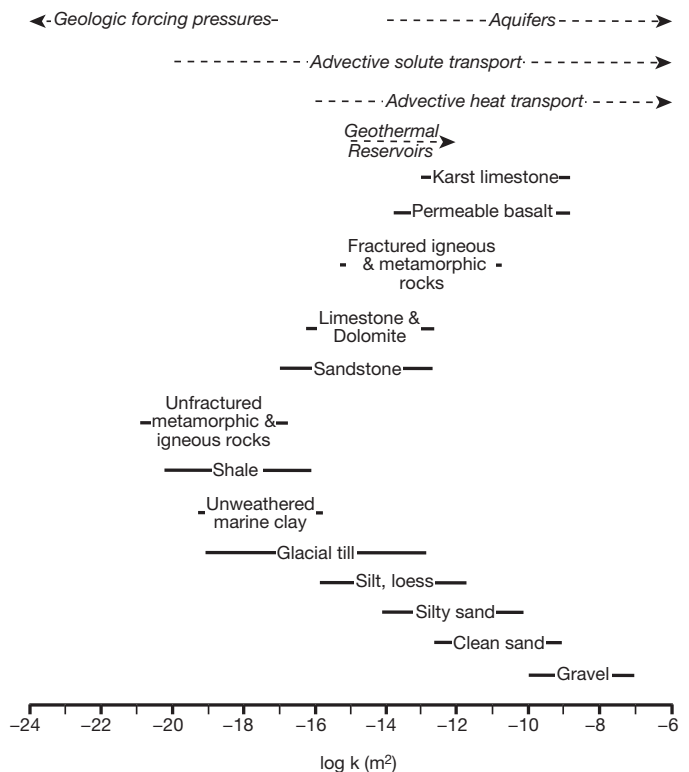 Geologic forcing pressures
Aquifers
Advective solute transport
Advective heat transport
Geothermal
Reservoirs
Karst limestone
Permeable basalt
Fractured igneous
& metamorphic
rocks
Limestone &
Dolomite
Sandstone
Unfractured
metamorphic &
igneous rocks
Shale
Unweathered
marine clay
Glacial till
Silt, loess
Silty sand
Clean sand
Gravel
−24 −22 −20 −18 −16 −14 −12 −10 −8 −6
log k (m²)